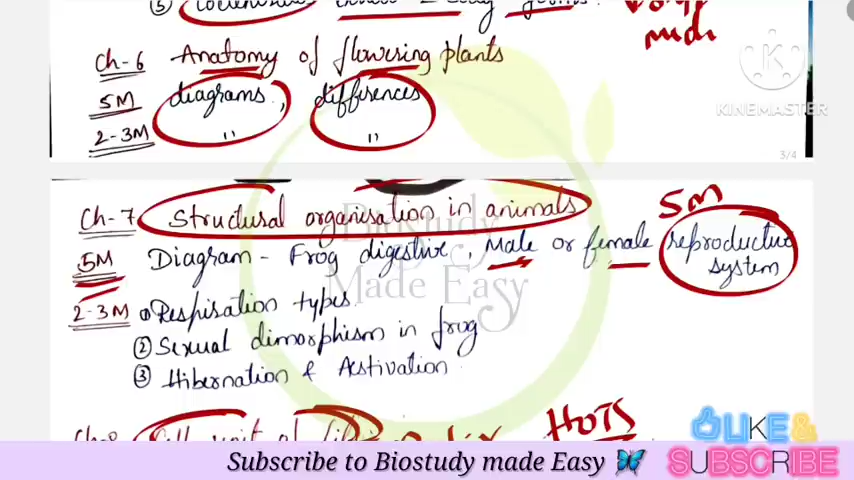 Ch-6 Anatomy of flowering plants
5M diagrams, differences
2-3M " "
KINEMASTER
3/4
Ch-7 Structural organisation in animals
5M
5M Diagram - Frog digestive, Male or female reproductive system
2-3M ① Respiration types
② Sexual dimorphism in frog
③ Hibernation & Aestivation
Biostudy
Made Easy
HOTS
LIKE &
SUBSCRIBE
Subscribe to Biostudy made Easy